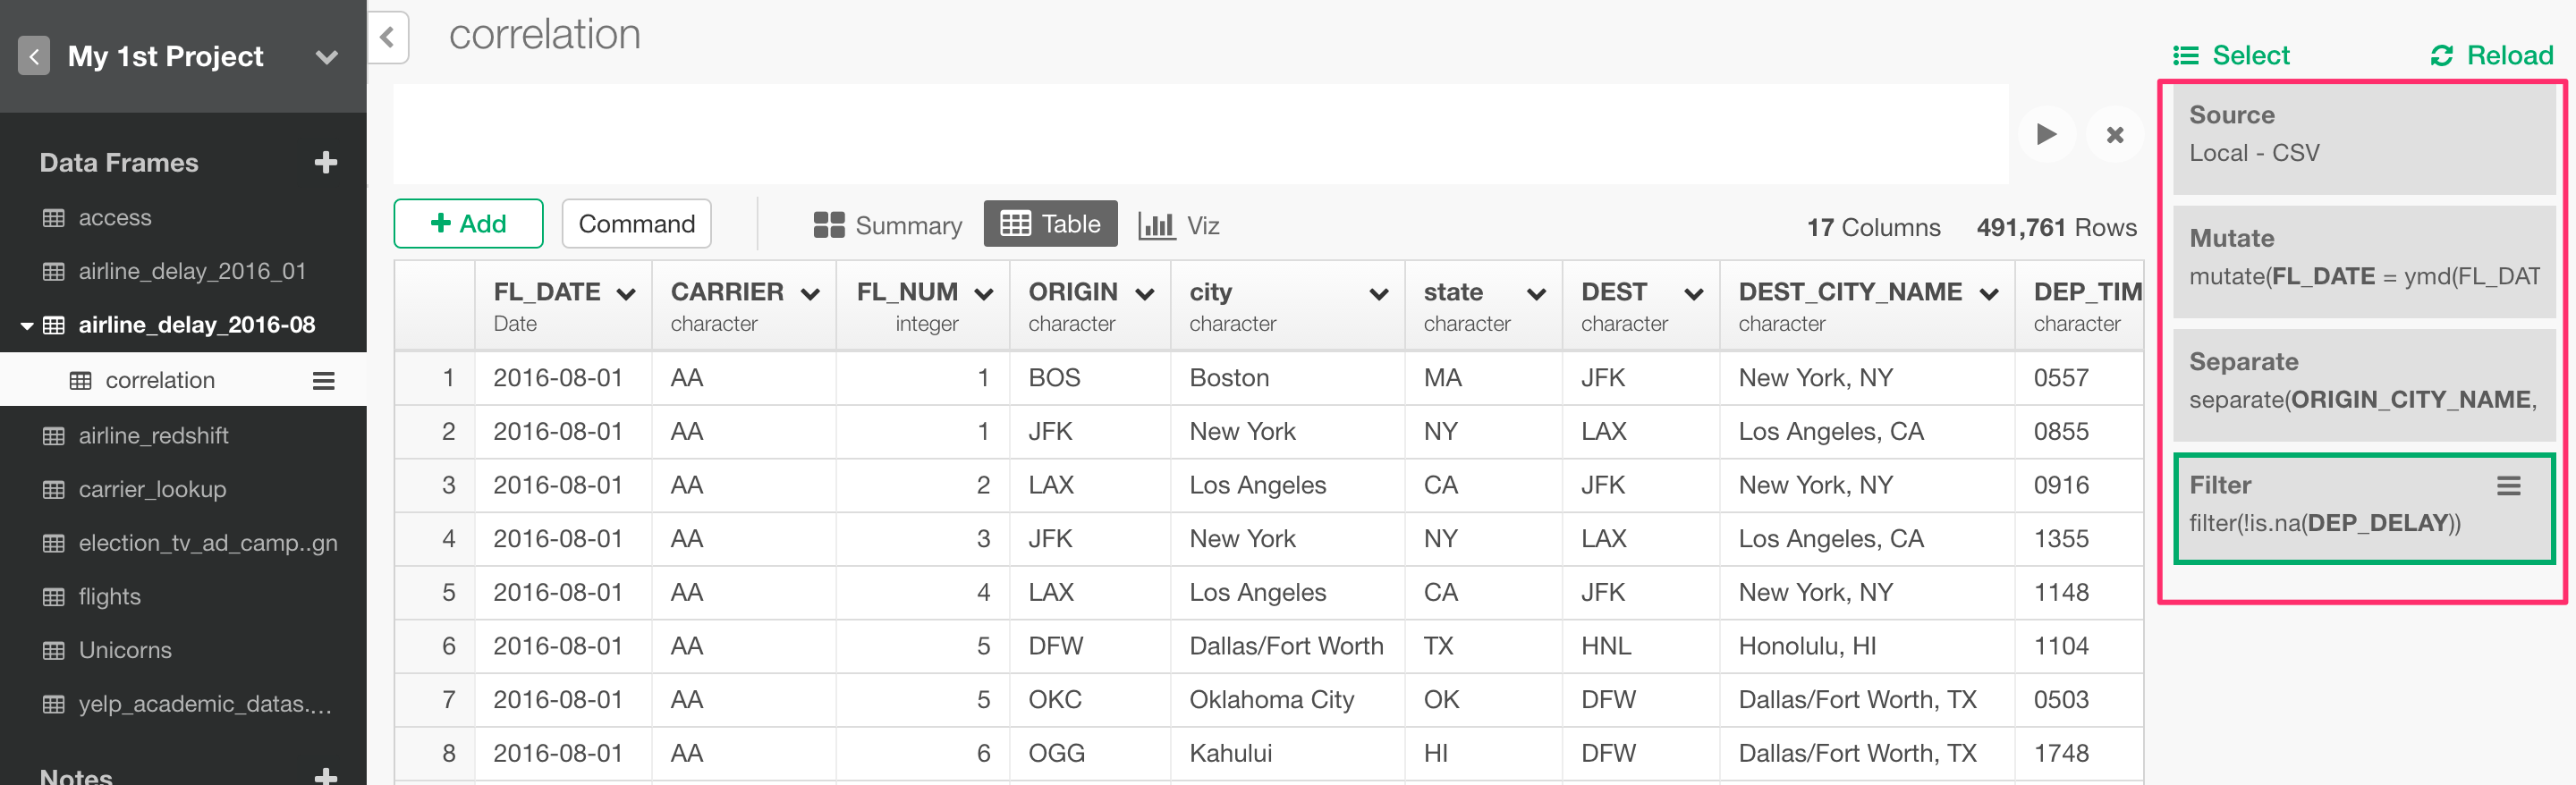 My 1st Project
Data Frames
access
airline_delay_2016_01
airline_delay_2016-08
correlation
airline_redshift
carrier_lookup
election_tv_ad_camp..gn
flights
Unicorns
yelp_academic_datas....
Notes
correlation
Add Command Summary Table Viz 17 Columns 491,761 Rows
FL_DATE CARRIER FL_NUM ORIGIN city state DEST DEST_CITY_NAME DEP_TIM
Date character integer character character character character character character
1 2016-08-01 AA 1 BOS Boston MA JFK New York, NY 0557
2 2016-08-01 AA 1 JFK New York NY LAX Los Angeles, CA 0855
3 2016-08-01 AA 2 LAX Los Angeles CA JFK New York, NY 0916
4 2016-08-01 AA 3 JFK New York NY LAX Los Angeles, CA 1355
5 2016-08-01 AA 4 LAX Los Angeles CA JFK New York, NY 1148
6 2016-08-01 AA 5 DFW Dallas/Fort Worth TX HNL Honolulu, HI 1104
7 2016-08-01 AA 5 OKC Oklahoma City OK DFW Dallas/Fort Worth, TX 0503
8 2016-08-01 AA 6 OGG Kahului HI DFW Dallas/Fort Worth, TX 1748
Select Reload
Source
Local - CSV
Mutate
mutate(FL_DATE = ymd(FL_DAT
Separate
separate(ORIGIN_CITY_NAME,
Filter
filter(!is.na(DEP_DELAY))